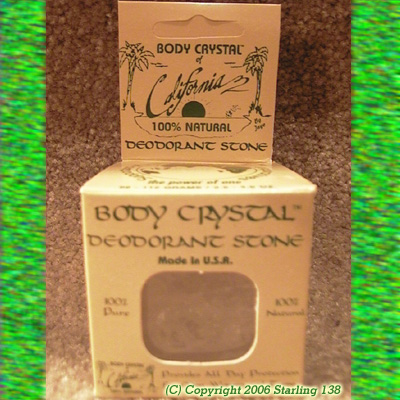 BODY CRYSTAL™
of
California
100% NATURAL
DEODORANT STONE
the power of one
BODY CRYSTAL™
DEODORANT STONE
Made in U.S.A.
100% Pure
100% Natural
Provides All Day Protection
(C) Copyright 2006 Starling 138